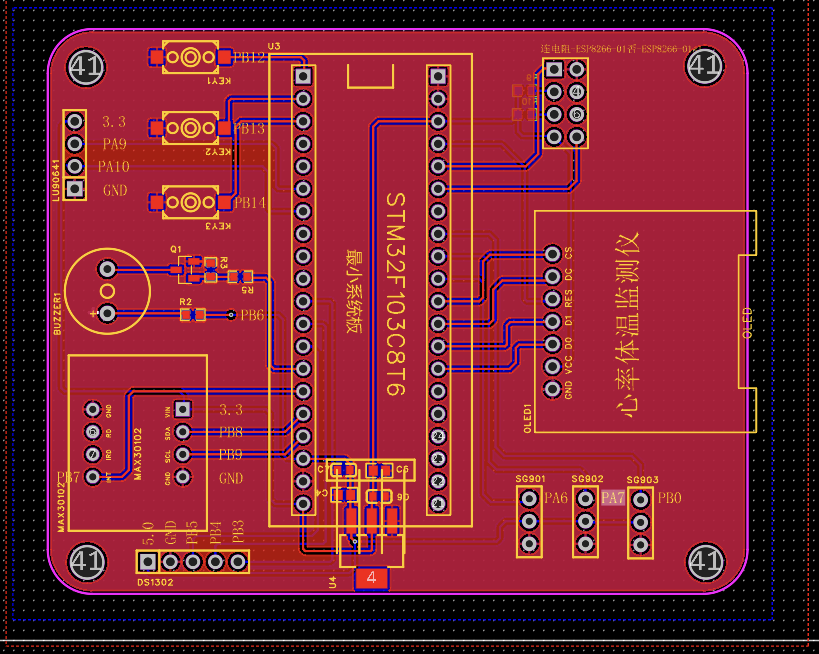 41
PB12
KEY1
U3
连电阻-ESP8266-01否-ESP8266-01
41
3.3
PA9
PA10
GND
LU90641
PB13
KEY2
PB14
KEY3
STM32F103C8T6
最小系统板
Q1
R3
R5
R2
PB6
BUZZER1
+
心率体温监测仪
CS
DC
RES
D1
D0
VCC
GND
OLED
OLED1
GND
RD
IRD
INT
VIN
SDA
SCL
GND
MAX30102
3.3
PB8
PB9
GND
PB7
MAX30102
C7
C5
C4
C6
SG901
PA6
SG902
PA7
SG903
PB0
5.0
GND
PB5
PB4
PB3
DS1302
41
U4
4
41